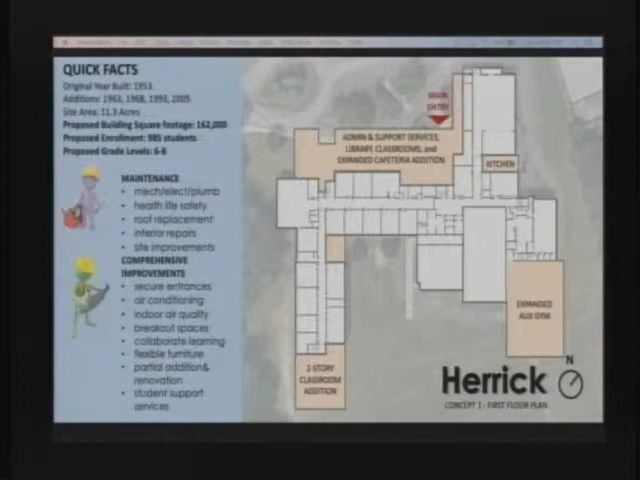 QUICK FACTS
Original Year Built: 1953
Additions: 1963, 1968, 1993, 2005
Site Area: 11.3 Acres
Proposed Building Square footage: 162,000
Proposed Enrollment: 985 students
Proposed Grade Levels: 6-8
MAINTENANCE
• mech/elect/plumb
• health life safety
• roof replacement
• interior repairs
• site improvements
COMPREHENSIVE
IMPROVEMENTS
• secure entrances
• air conditioning
• indoor air quality
• breakout spaces
• collaborate learning
• flexible furniture
• partial addition&
renovation
• student support
services
MAIN
ENTRY
ADMIN & SUPPORT SERVICES,
LIBRARY CLASSROOMS, and
EXPANDED CAFETERIA ADDITION
KITCHEN
EXPANDED
AUX GYM
2-STORY
CLASSROOM
ADDITION
N
Herrick
CONCEPT 1 - FIRST FLOOR PLAN